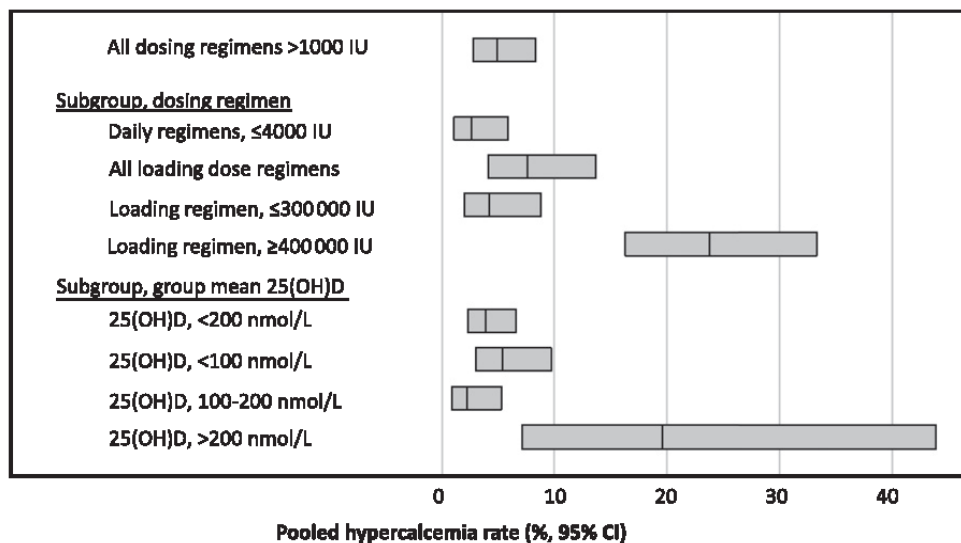 All dosing regimens >1000 IU
Subgroup, dosing regimen
Daily regimens, ≤4000 IU
All loading dose regimens
Loading regimen, ≤300 000 IU
Loading regimen, ≥400 000 IU
Subgroup, group mean 25(OH)D
25(OH)D, <200 nmol/L
25(OH)D, <100 nmol/L
25(OH)D, 100-200 nmol/L
25(OH)D, >200 nmol/L
0 10 20 30 40
Pooled hypercalcemia rate (%, 95% CI)